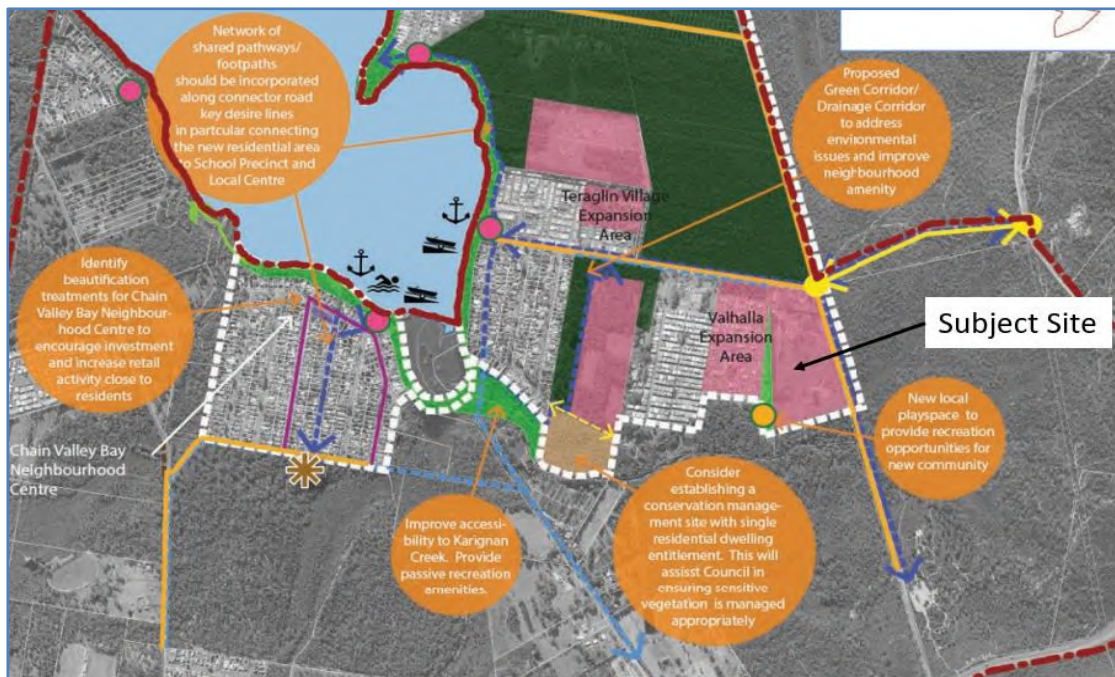 Network of
shared pathways/
footpaths
should be incorporated
along connector road
key desire lines
in partcular connecting
the new residential area
to School Precinct and
Local Centre
Proposed
Green Corridor/
Drainage Corridor
to address
environmental
issues and improve
neighbourhood
amenity
Teraglin Village
Expansion
Area
Identify
beautification
treatments for Chain
Valley Bay Neighbour-
hood Centre to
encourage investment
and increase retail
activity close to
residents
Valhalla
Expansion
Area
Subject Site
New local
playspace to
provide recreation
opportunities for
new community
Chain Valley Bay
Neighbourhood
Centre
Improve accessi-
bility to Karignan
Creek. Provide
passive recreation
amenities.
Consider
establishing a
conservation manage-
ment site with single
residential dwelling
entitlement. This will
assisst Council in
ensuring sensitive
vegetation is managed
appropriately